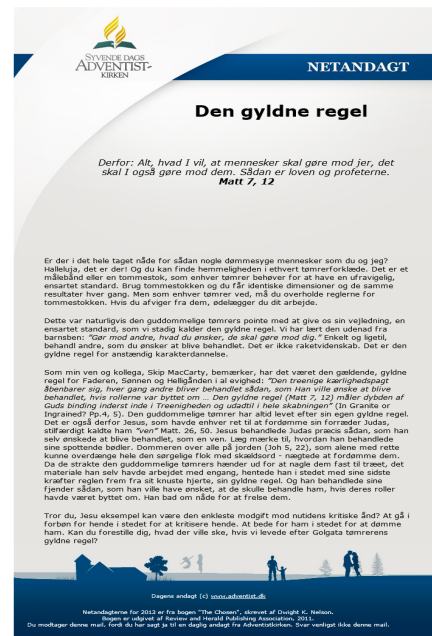 SYVENDE DAGS
ADVENTIST-
KIRKEN
NETANDAGT
Den gyldne regel
Derfor: Alt, hvad I vil, at mennesker skal gøre mod jer, det
skal I også gøre mod dem. Sådan er loven og profeterne.
Matt 7, 12
Er der i det hele taget nåde for sådan nogle dømmesyge mennesker som du og jeg?
Halleluja, det er der! Og du kan finde hemmeligheden i ethvert tømrerforklæde. Det er et
målebånd eller en tommestok, som enhver tømrer behøver for at have en ufravigelig,
ensartet standard. Brug tommestokken og du får identiske dimensioner og de samme
resultater hver gang. Men som enhver tømrer ved, må du overholde reglerne for
tommestokken. Hvis du afviger fra dem, ødelægger du dit arbejde.
Dette var naturligvis den guddommelige tømrers pointe med at give os sin vejledning, en
ensartet standard, som vi stadig kalder den gyldne regel. Vi har lært den udenad fra
barnsben: "Gør mod andre, hvad du ønsker, de skal gøre mod dig." Enkelt og ligetil,
behandl andre, som du ønsker at blive behandlet. Det er ikke raketvidenskab. Det er den
gyldne regel for anstændig karakterdannelse.
Som min ven og kollega, Skip MacCarty, bemærker, har det været den gældende, gyldne
regel for Faderen, Sønnen og Helligånden i al evighed: "Den treenige kærlighedspagt
åbenbarer sig, hver gang andre bliver behandlet sådan, som Han ville ønske at blive
behandlet, hvis rollerne var byttet om … Den gyldne regel (Matt 7, 12) måler dybden af
Guds binding inderst inde i Treenigheden og udadtil i hele skabningen" (In Granite or
Ingrained? Pp.4, 5). Den guddommelige tømrer har altid levet efter sin egen gyldne regel.
Det er også derfor Jesus, som havde enhver ret til at fordømme sin forræder Judas,
stilfærdigt kaldte ham "ven" Matt. 26, 50. Jesus behandlede Judas præcis sådan, som han
selv ønskede at blive behandlet, som en ven. Læg mærke til, hvordan han behandlede
sine spottende bødler. Dommeren over alle på jorden (Joh 5, 22), som alene med rette
kunne overdænge hele den sørgelige flok med skældsord - nægtede at fordømme dem.
Da de strakte den guddommelige tømrers hænder ud for at nagle dem fast til træet, det
materiale han selv havde arbejdet med engang, hentede han i stedet med sine sidste
kræfter reglen frem fra sit knuste hjerte, sin gyldne regel. Og han behandlede sine
fjender sådan, som han ville have ønsket, at de skulle behandle ham, hvis deres roller
havde været byttet om. Han bad om nåde for at frelse dem.
Tror du, Jesu eksempel kan være den enkleste modgift mod nutidens kritiske ånd? At gå i
forbøn for hende i stedet for at kritisere hende. At bede for ham i stedet for at dømme
ham. Kan du forestille dig, hvad der ville ske, hvis vi levede efter Golgata tømrerens
gyldne regel?
Dagens andagt (c) www.adventist.dk
Netandagterne for 2013 er fra bogen "The Chosen", skrevet af Dwight K. Nelson.
Bogen er udgivet af Review and Herald Publishing Association, 2011.
Du modtager denne mail, fordi du har sagt ja til en daglig andagt fra Adventistkirken. Svar venligst ikke denne mail.